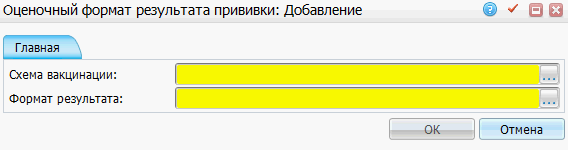 Оценочный формат результата прививки: Добавление
Главная
Схема вакцинации:
...
Формат результата:
...
ОК
Отмена